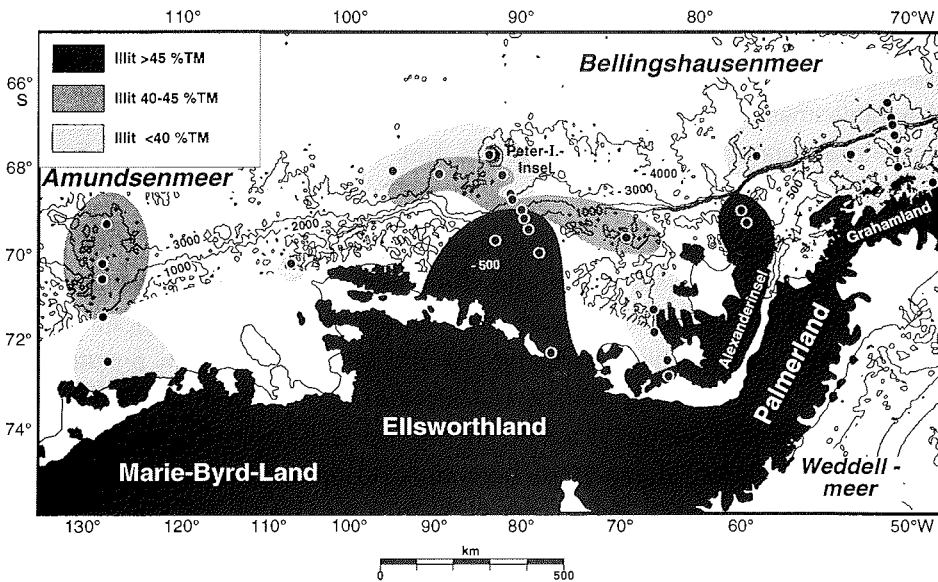 110° 100° 90° 80° 70°W
Illit >45 %TM
Illit 40-45 %TM
Illit <40 %TM
66°
S
68°
70°
72°
74°
Bellingshausenmeer
Peter-I.-
Insel
Amundsenmeer
- 4000
- 3000
3000
2000
1000
1000
500
- 500
Grahamland
Alexanderinsel
Palmerland
Ellsworthland
Marie-Byrd-Land
Weddell -
meer
130° 120° 110° 100° 90° 80° 70° 60° 50°W
km
0 500